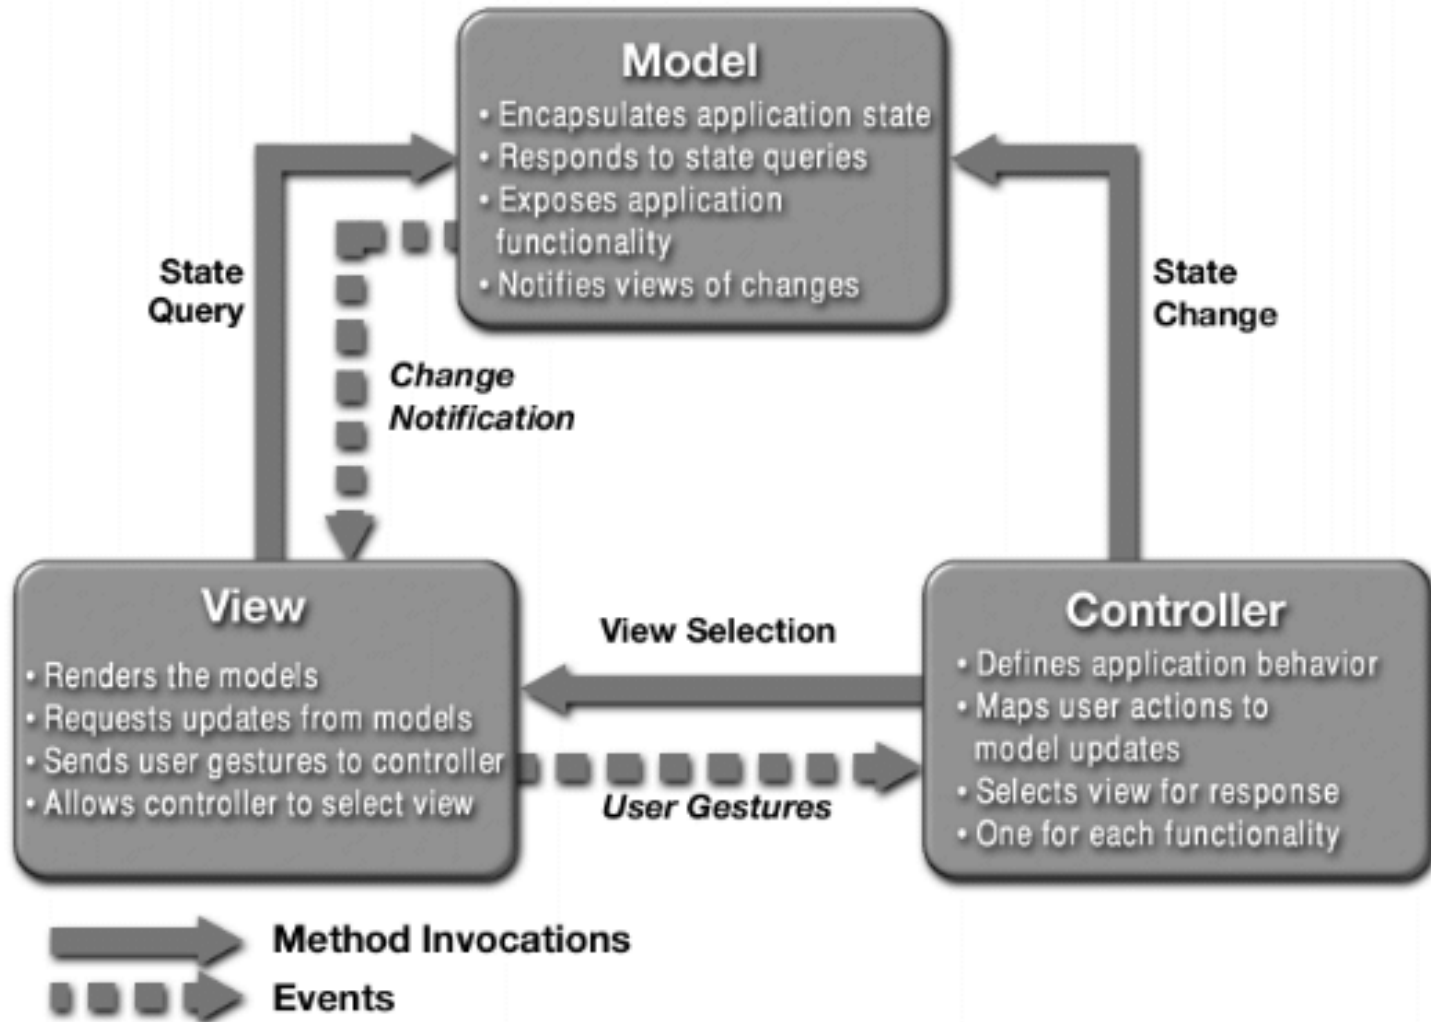 Model
• Encapsulates application state
• Responds to state queries
• Exposes application
functionality
• Notifies views of changes
State
Query
Change
Notification
State
Change
View
• Renders the models
• Requests updates from models
• Sends user gestures to controller
• Allows controller to select view
View Selection
User Gestures
Controller
• Defines application behavior
• Maps user actions to
model updates
• Selects view for response
• One for each functionality
Method Invocations
Events